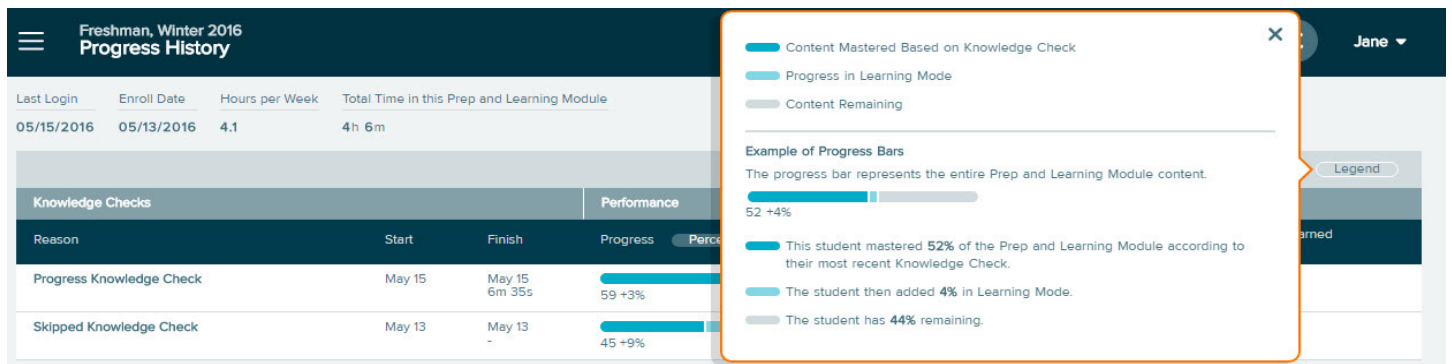 Freshman, Winter 2016
Progress History
Jane
Last Login
Enroll Date
Hours per Week
Total Time in this Prep and Learning Module
05/15/2016
05/13/2016
4.1
4h 6m
Legend
Knowledge Checks
Performance
Reason
Start
Finish
Progress
Progress Knowledge Check
May 15
May 15
6m 35s
59 +3%
Skipped Knowledge Check
May 13
May 13
-
45 +9%
Content Mastered Based on Knowledge Check
Progress in Learning Mode
Content Remaining
Example of Progress Bars
The progress bar represents the entire Prep and Learning Module content.
52 +4%
This student mastered 52% of the Prep and Learning Module according to
their most recent Knowledge Check.
The student then added 4% in Learning Mode.
The student has 44% remaining.